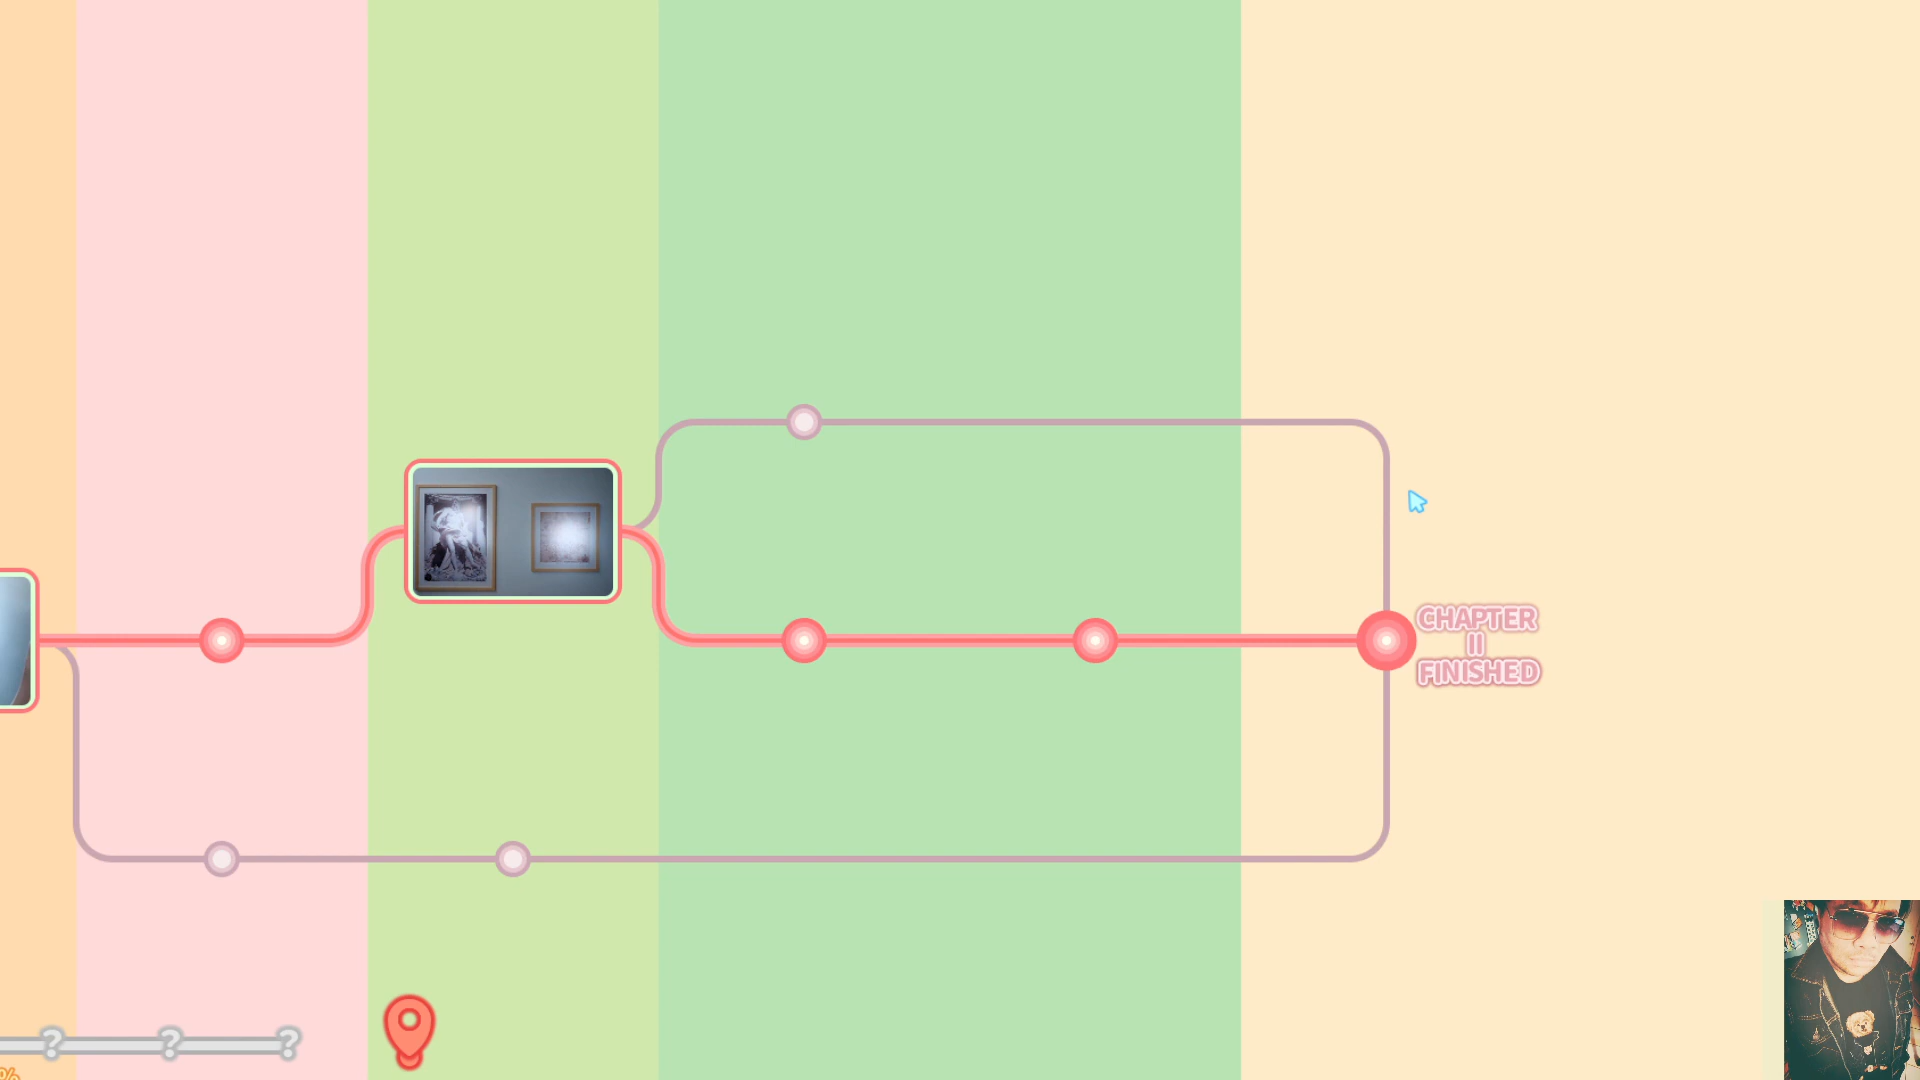 CHAPTER
II
FINISHED
?
?
?
%